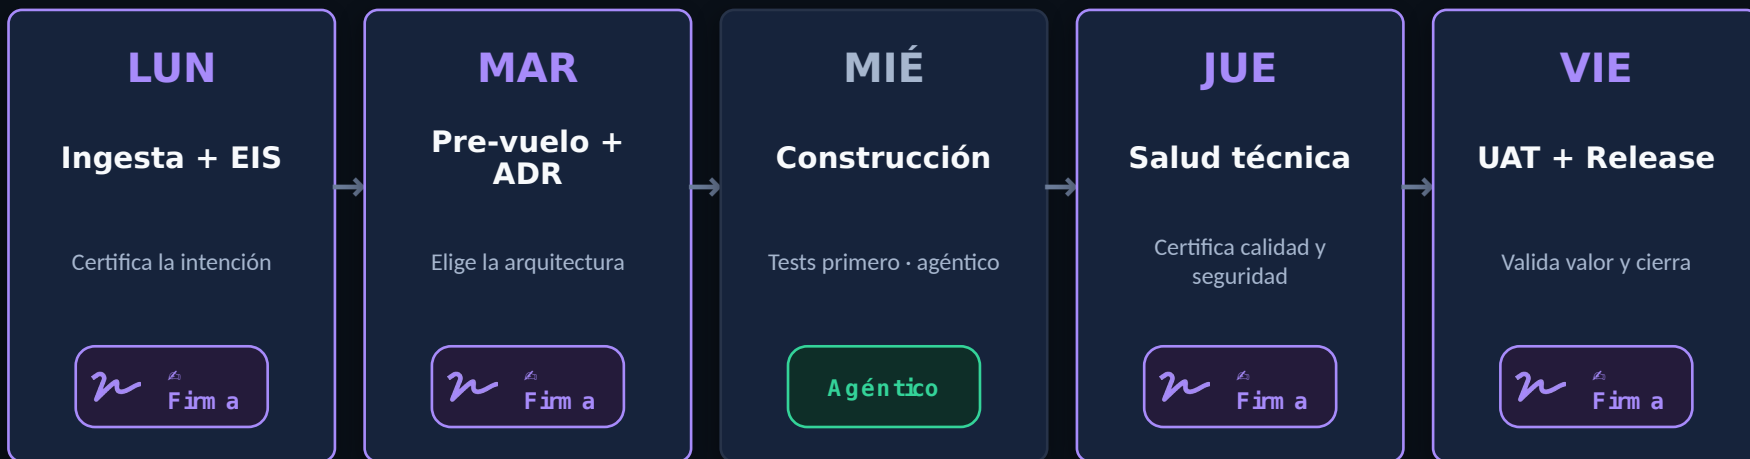 LUN
Ingesta + EIS
Certifica la intención
✍
Firma
→
MAR
Pre-vuelo +
ADR
Elige la arquitectura
✍
Firma
→
MIÉ
Construcción
Tests primero · agéntico
Agéntico
→
JUE
Salud técnica
Certifica calidad y
seguridad
✍
Firma
→
VIE
UAT + Release
Valida valor y cierra
✍
Firma